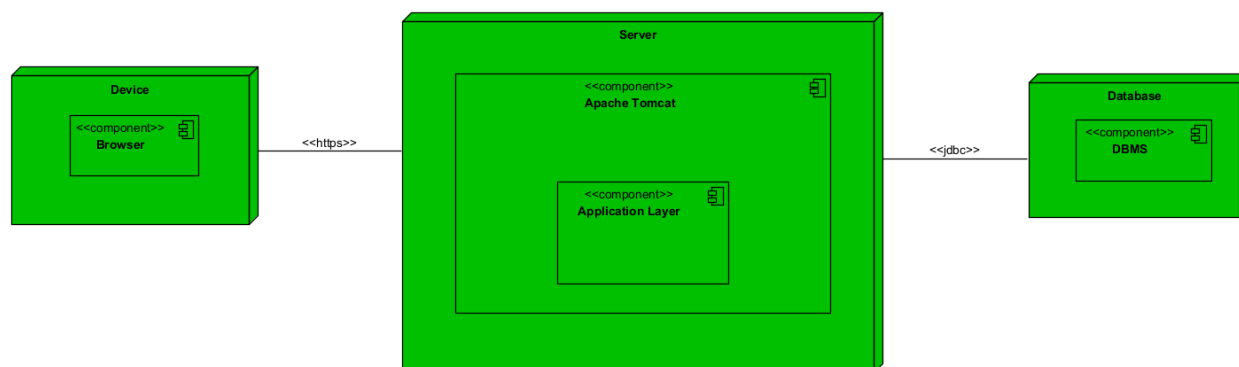 Device
<<component>>
Browser
<<https>>
Server
<<component>>
Apache Tomcat
<<component>>
Application Layer
<<jdbc>>
Database
<<component>>
DBMS